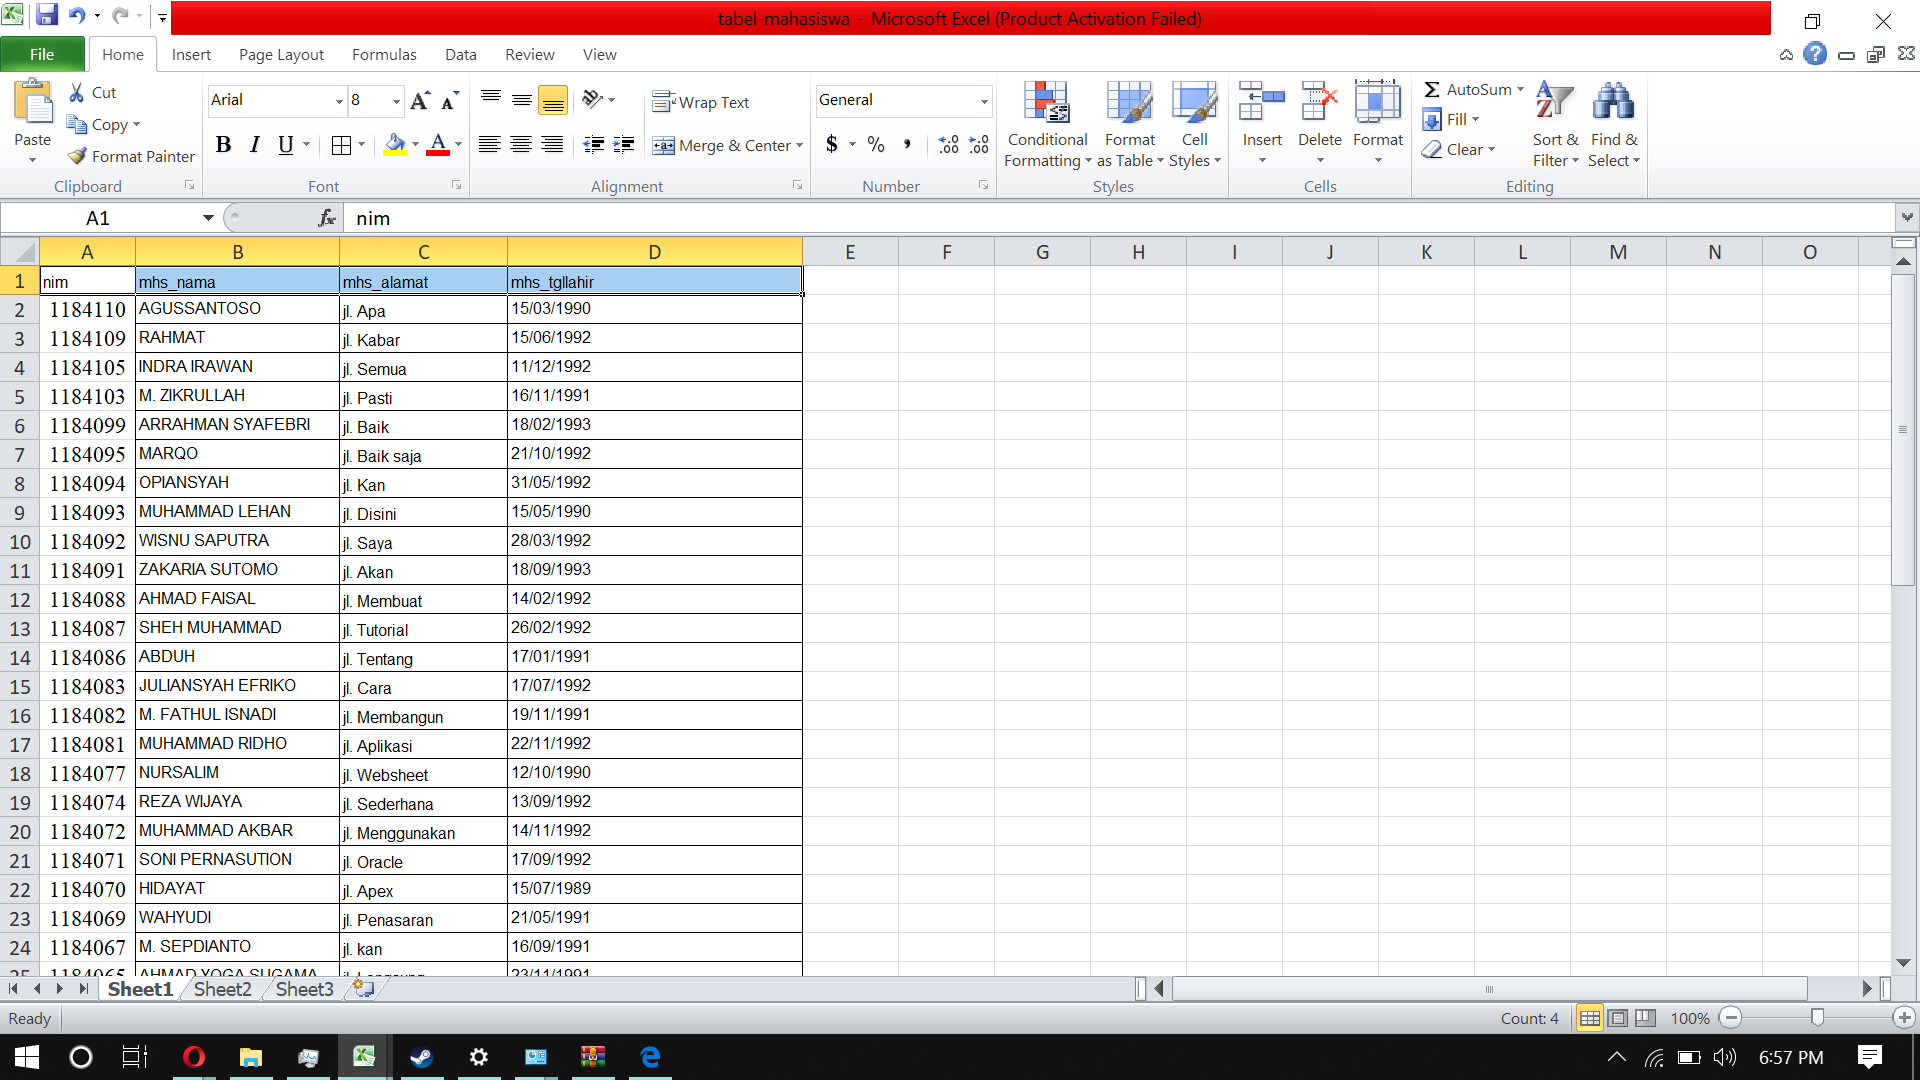 tabel-mahasiswa - Microsoft Excel (Product Activation Failed)
File Home Insert Page Layout Formulas Data Review View
Paste Cut Copy Format Painter Clipboard
Arial 8 B I U Font
Wrap Text Merge & Center Alignment
General $ % , Number
Conditional Formatting Format as Table Cell Styles Styles
Insert Delete Format Cells
AutoSum Fill Clear Sort & Filter Find & Select Editing
A1 fx nim
A B C D E F G H I J K L M N O
1 nim mhs_nama mhs_alamat mhs_tgllahir
2 1184110 AGUSSANTOSO jl. Apa 15/03/1990
3 1184109 RAHMAT jl. Kabar 15/06/1992
4 1184105 INDRA IRAWAN jl. Semua 11/12/1992
5 1184103 M. ZIKRULLAH jl. Pasti 16/11/1991
6 1184099 ARRAHMAN SYAFEBRI jl. Baik 18/02/1993
7 1184095 MARQO jl. Baik saja 21/10/1992
8 1184094 OPIANSYAH jl. Kan 31/05/1992
9 1184093 MUHAMMAD LEHAN jl. Disini 15/05/1990
10 1184092 WISNU SAPUTRA jl. Saya 28/03/1992
11 1184091 ZAKARIA SUTOMO jl. Akan 18/09/1993
12 1184088 AHMAD FAISAL jl. Membuat 14/02/1992
13 1184087 SHEH MUHAMMAD jl. Tutorial 26/02/1992
14 1184086 ABDUH jl. Tentang 17/01/1991
15 1184083 JULIANSYAH EFRIKO jl. Cara 17/07/1992
16 1184082 M. FATHUL ISNADI jl. Membangun 19/11/1991
17 1184081 MUHAMMAD RIDHO jl. Aplikasi 22/11/1992
18 1184077 NURSALIM jl. Websheet 12/10/1990
19 1184074 REZA WIJAYA jl. Sederhana 13/09/1992
20 1184072 MUHAMMAD AKBAR jl. Menggunakan 14/11/1992
21 1184071 SONI PERNASUTION jl. Oracle 17/09/1992
22 1184070 HIDAYAT jl. Apex 15/07/1989
23 1184069 WAHYUDI jl. Penasaran 21/05/1991
24 1184067 M. SEPDIANTO jl. kan 16/09/1991
25 1184065 AHMAD YOGA SUGAMA 23/11/1991
Sheet1 Sheet2 Sheet3
Ready Count: 4 100%
6:57 PM